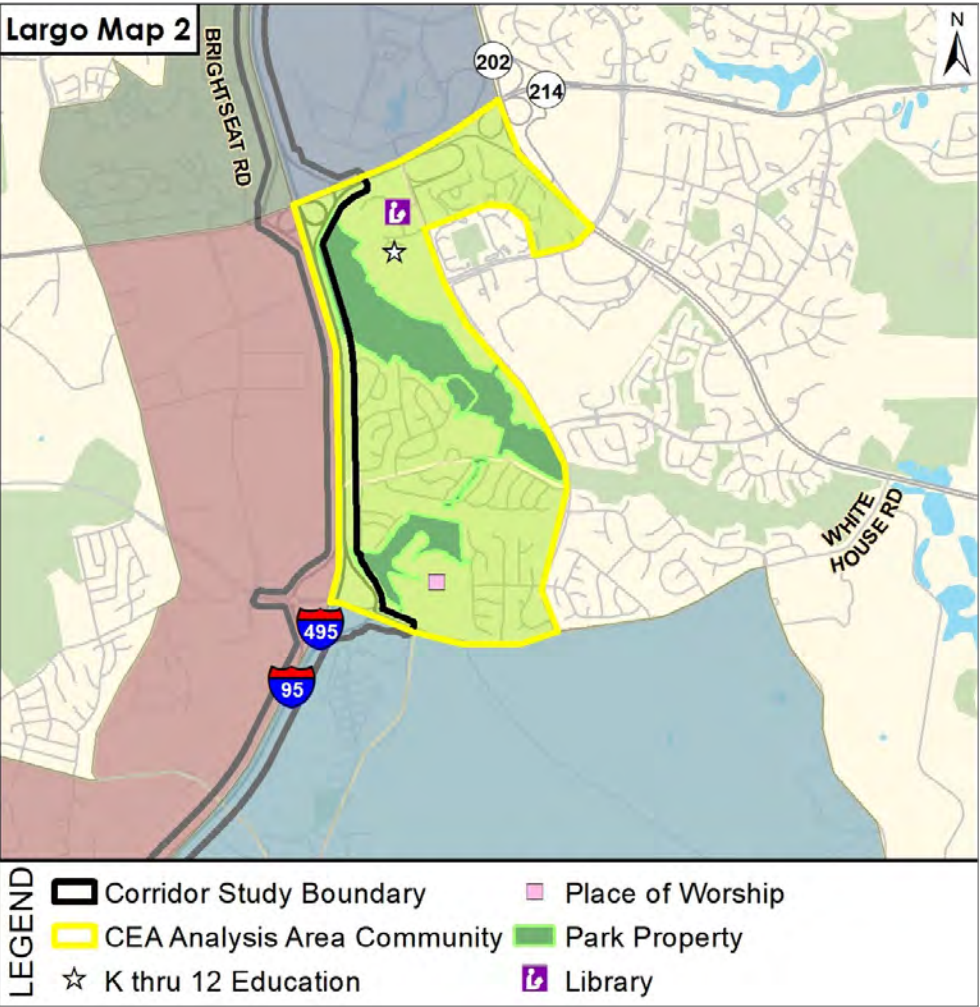 Largo Map 2
N
202
214
BRIGHTSEAT RD
WHITE
HOUSE RD
495
95
LEGEND
Corridor Study Boundary
CEA Analysis Area Community
K thru 12 Education
Place of Worship
Park Property
Library